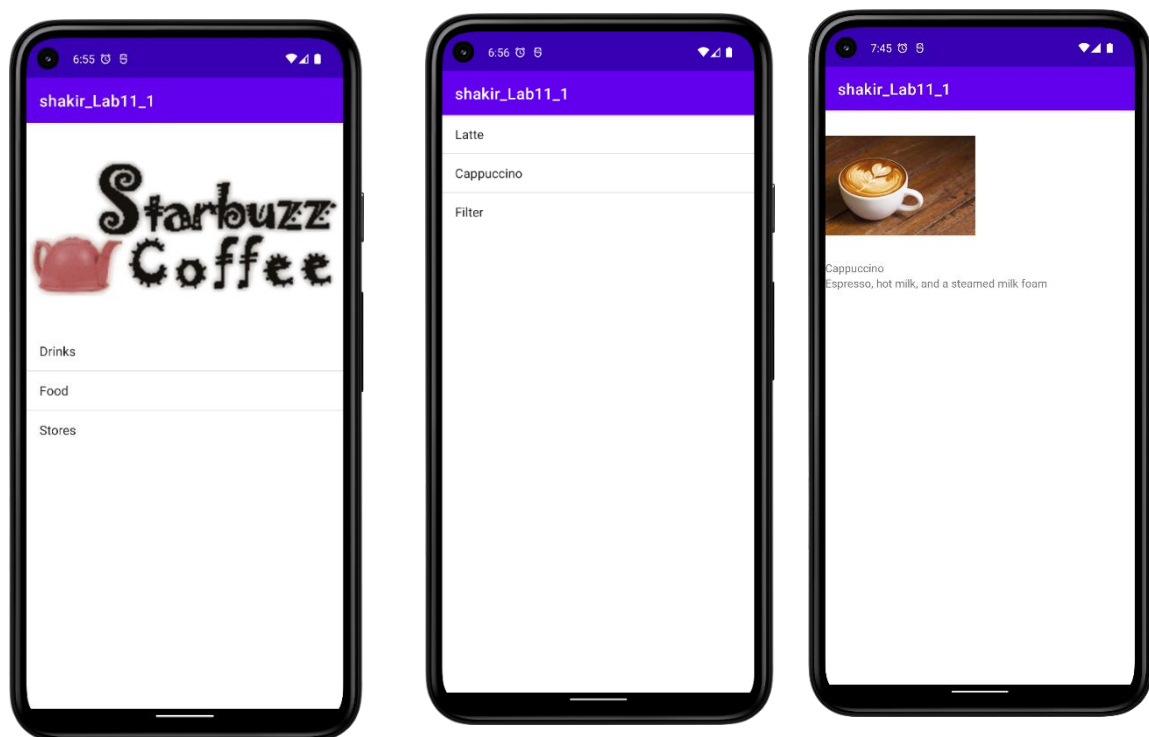 6:55
shakir_Lab11_1
Starbuzz
Coffee
Drinks
Food
Stores
6:56
shakir_Lab11_1
Latte
Cappuccino
Filter
7:45
shakir_Lab11_1
Cappuccino
Espresso, hot milk, and a steamed milk foam